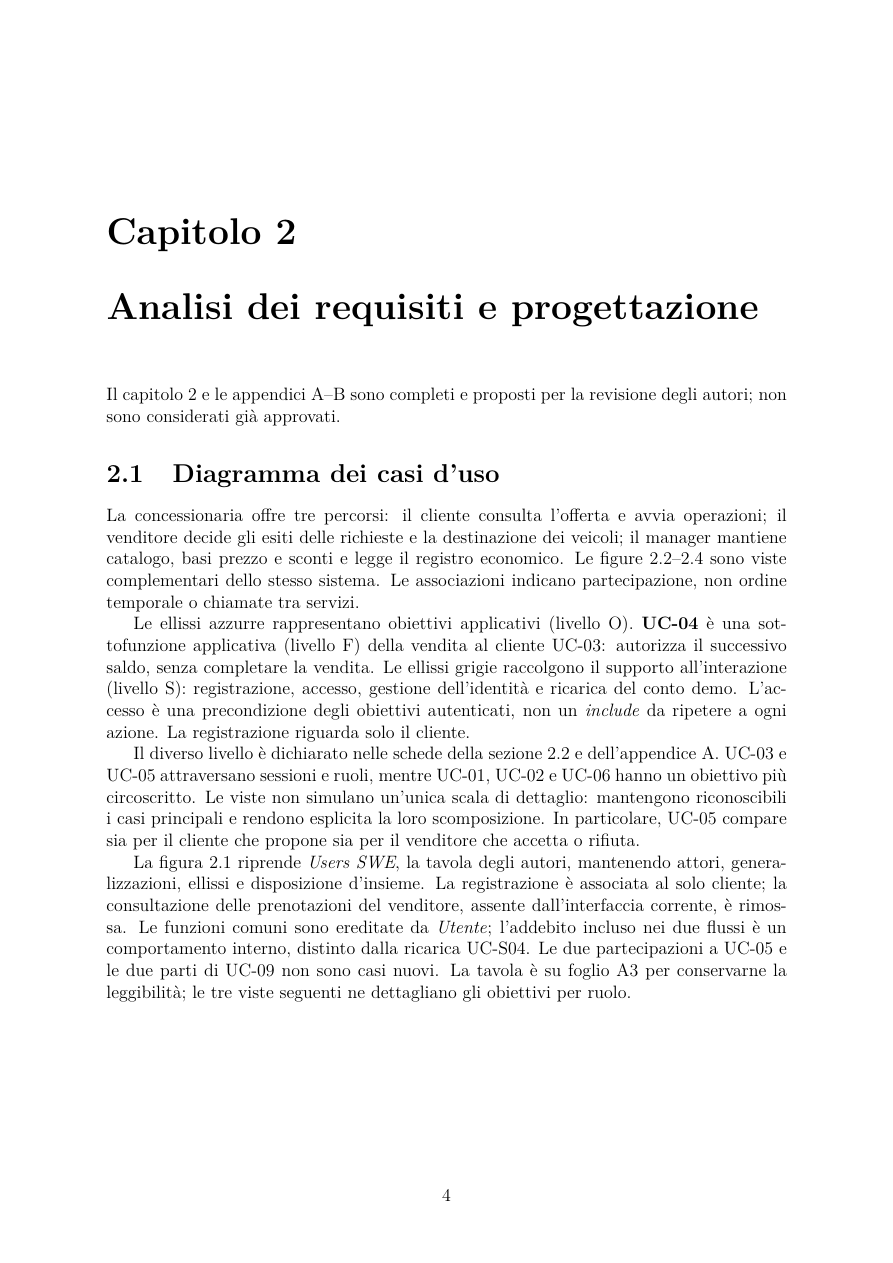 Capitolo 2
Analisi dei requisiti e progettazione
Il capitolo 2 e le appendici A–B sono completi e proposti per la revisione degli autori; non
sono considerati già approvati.
2.1 Diagramma dei casi d'uso
La concessionaria offre tre percorsi: il cliente consulta l'offerta e avvia operazioni; il
venditore decide gli esiti delle richieste e la destinazione dei veicoli; il manager mantiene
catalogo, basi prezzo e sconti e legge il registro economico. Le figure 2.2–2.4 sono viste
complementari dello stesso sistema. Le associazioni indicano partecipazione, non ordine
temporale o chiamate tra servizi.
Le ellissi azzurre rappresentano obiettivi applicativi (livello O). UC-04 è una sot-
tofunzione applicativa (livello F) della vendita al cliente UC-03: autorizza il successivo
saldo, senza completare la vendita. Le ellissi grigie raccolgono il supporto all'interazione
(livello S): registrazione, accesso, gestione dell'identità e ricarica del conto demo. L'ac-
cesso è una precondizione degli obiettivi autenticati, non un include da ripetere a ogni
azione. La registrazione riguarda solo il cliente.
Il diverso livello è dichiarato nelle schede della sezione 2.2 e dell'appendice A. UC-03 e
UC-05 attraversano sessioni e ruoli, mentre UC-01, UC-02 e UC-06 hanno un obiettivo più
circoscritto. Le viste non simulano un'unica scala di dettaglio: mantengono riconoscibili
i casi principali e rendono esplicita la loro scomposizione. In particolare, UC-05 compare
sia per il cliente che propone sia per il venditore che accetta o rifiuta.
La figura 2.1 riprende Users SWE, la tavola degli autori, mantenendo attori, genera-
lizzazioni, ellissi e disposizione d'insieme. La registrazione è associata al solo cliente; la
consultazione delle prenotazioni del venditore, assente dall'interfaccia corrente, è rimos-
sa. Le funzioni comuni sono ereditate da Utente; l'addebito incluso nei due flussi è un
comportamento interno, distinto dalla ricarica UC-S04. Le due partecipazioni a UC-05 e
le due parti di UC-09 non sono casi nuovi. La tavola è su foglio A3 per conservarne la
leggibilità; le tre viste seguenti ne dettagliano gli obiettivi per ruolo.
4